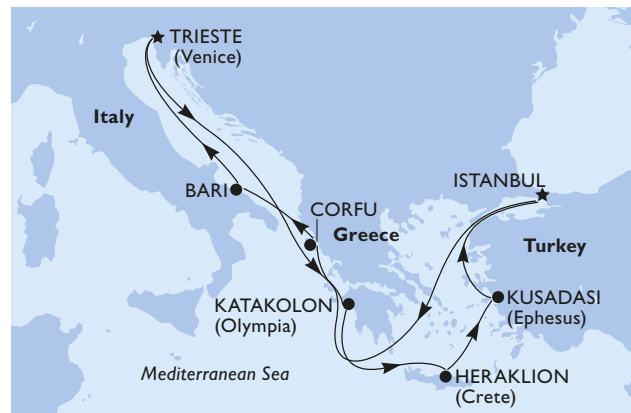 TRIESTE
(Venice)
Italy
BARI
ISTANBUL
CORFU
Greece
Turkey
KATAKOLON
(Olympia)
KUSADASI
(Ephesus)
Mediterranean Sea
HERAKLION
(Crete)